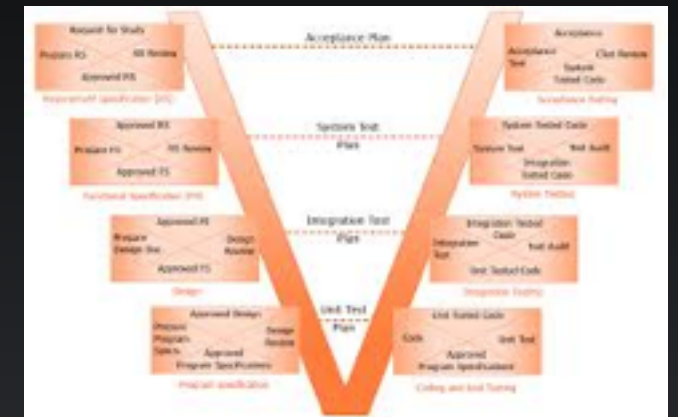 Request for Study
Prepare RS
RS Review
Approved RS
Requirement Specification (RS)
Acceptance Plan
Acceptance
Acceptance Test
Client Review
System Tested Code
Acceptance Testing
Approved RS
Prepare FS
FS Review
Approved FS
Functional Specification (FS)
System Test
Plan
System Tested Code
System Test
Test Audit
Integration Tested Code
System Testing
Approved FS
Prepare Design Doc
Design Review
Approved FS
Design
Integration Test
Plan
Integration Tested Code
Integration Test
Test Audit
Unit Tested Code
Integration Testing
Approved Design
Prepare Program Specs
Design Review
Approved Program Specifications
Program Specification
Unit Test
Plan
Unit Tested Code
Code
Unit Test
Approved Program Specifications
Coding and Unit Testing